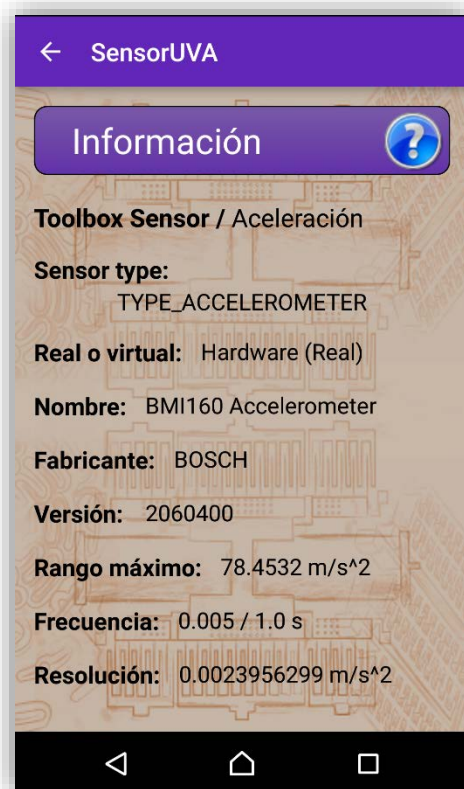 SensorUVA
Información
?
Toolbox Sensor / Aceleración
Sensor type:
TYPE_ACCELEROMETER
Real o virtual: Hardware (Real)
Nombre: BMI160 Accelerometer
Fabricante: BOSCH
Versión: 2060400
Rango máximo: 78.4532 m/s^2
Frecuencia: 0.005 / 1.0 s
Resolución: 0.0023956299 m/s^2